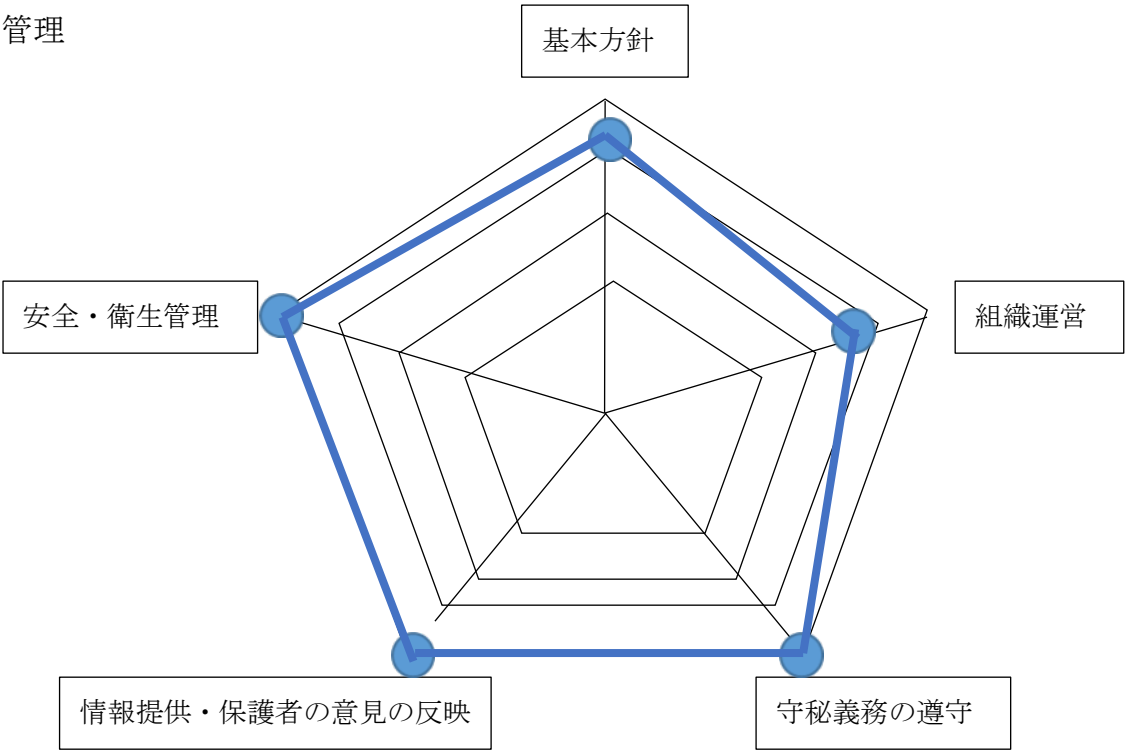 管理
基本方針
安全・衛生管理
組織運営
情報提供・保護者の意見の反映
守秘義務の遵守